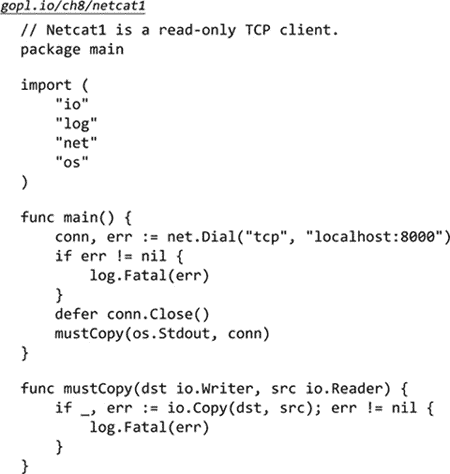 gopl.io/ch8/netcat1
// Netcat1 is a read-only TCP client.
package main
import (
    "io"
    "log"
    "net"
    "os"
)
func main() {
    conn, err := net.Dial("tcp", "localhost:8000")
    if err != nil {
        log.Fatal(err)
    }
    defer conn.Close()
    mustCopy(os.Stdout, conn)
}
func mustCopy(dst io.Writer, src io.Reader) {
    if _, err := io.Copy(dst, src); err != nil {
        log.Fatal(err)
    }
}